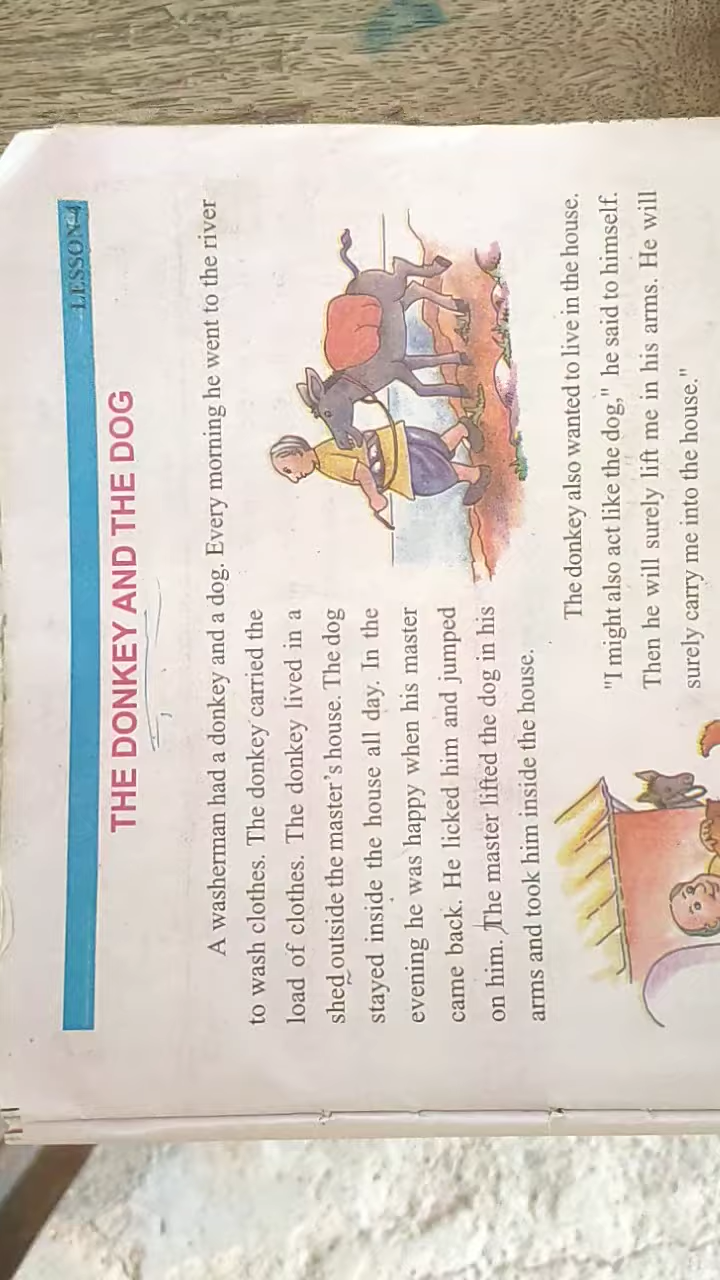 LESSON-4
THE DONKEY AND THE DOG
A washerman had a donkey and a dog. Every morning he went to the river
to wash clothes. The donkey carried the
load of clothes. The donkey lived in a
shed outside the master's house. The dog
stayed inside the house all day. In the
evening he was happy when his master
came back. He licked him and jumped
on him. The master lifted the dog in his
arms and took him inside the house.
The donkey also wanted to live in the house.
"I might also act like the dog," he said to himself.
Then he will surely lift me in his arms. He will
surely carry me into the house."